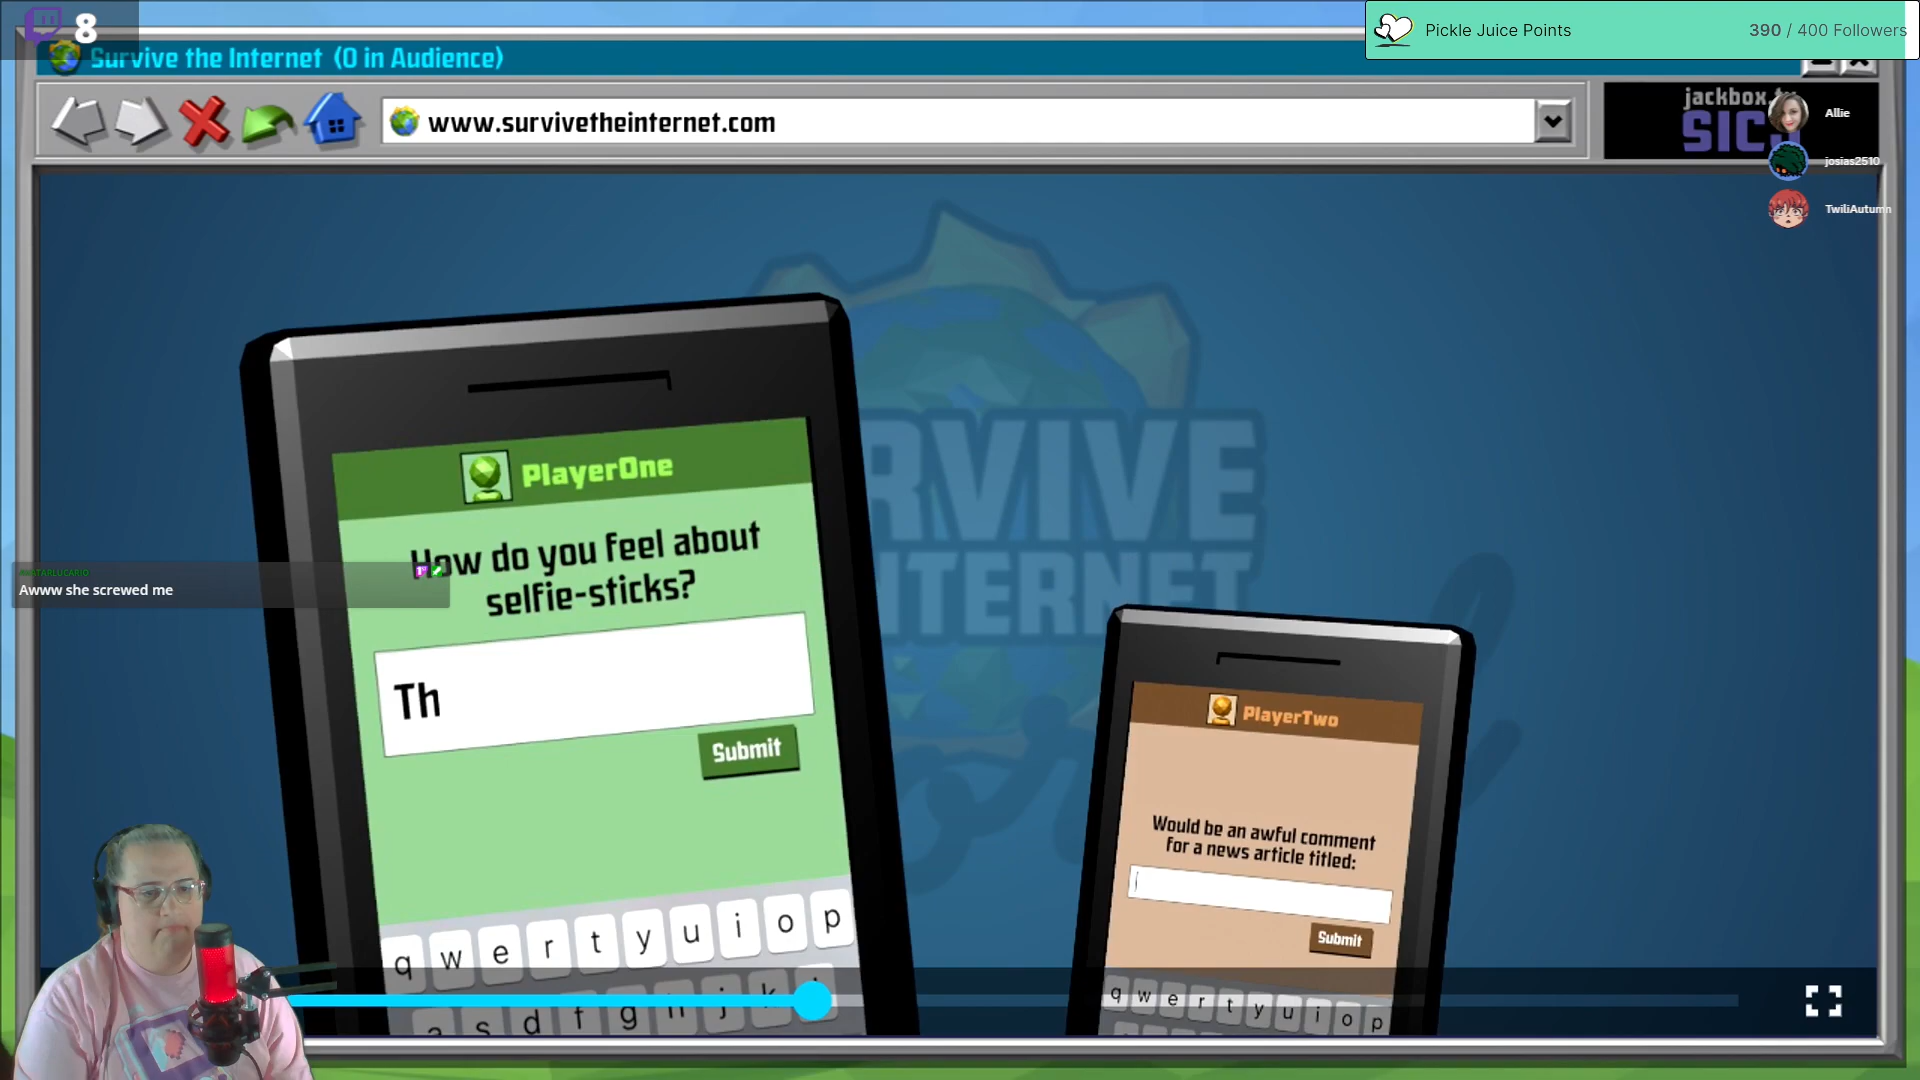 8
Pickle Juice Points
390 / 400 Followers
Survive the Internet (0 in Audience)
www.survivetheinternet.com
jackbox.tv
Allie
josias2510
TwiliAutumn
PlayerOne
How do you feel about
selfie-sticks?
Th
Submit
Awww she screwed me
PlayerTwo
Would be an awful comment
for a news article titled:
Submit
q w e r t y u i o p
a s d f g h j k
q w e r t y u i o p